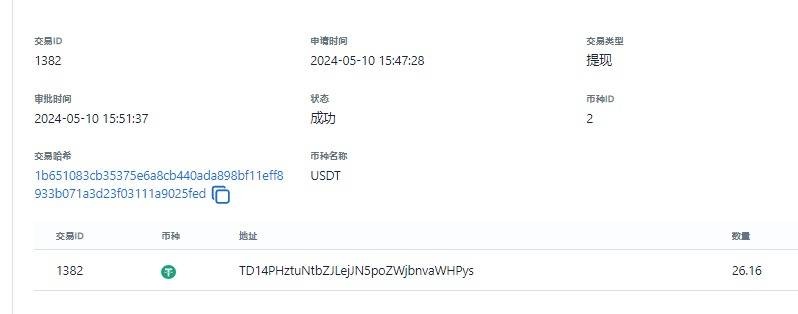 交易ID 申请时间 交易类型
1382 2024-05-10 15:47:28 提现
审批时间 状态 币种ID
2024-05-10 15:51:37 成功 2
交易哈希 币种名称
1b651083cb35375e6a8cb440ada898bf11eff8 USDT
933b071a3d23f03111a9025fed
交易ID 币种 地址 数量
1382 TD14PHztuNtbZJLejJN5poZWjbnvaWHPys 26.16